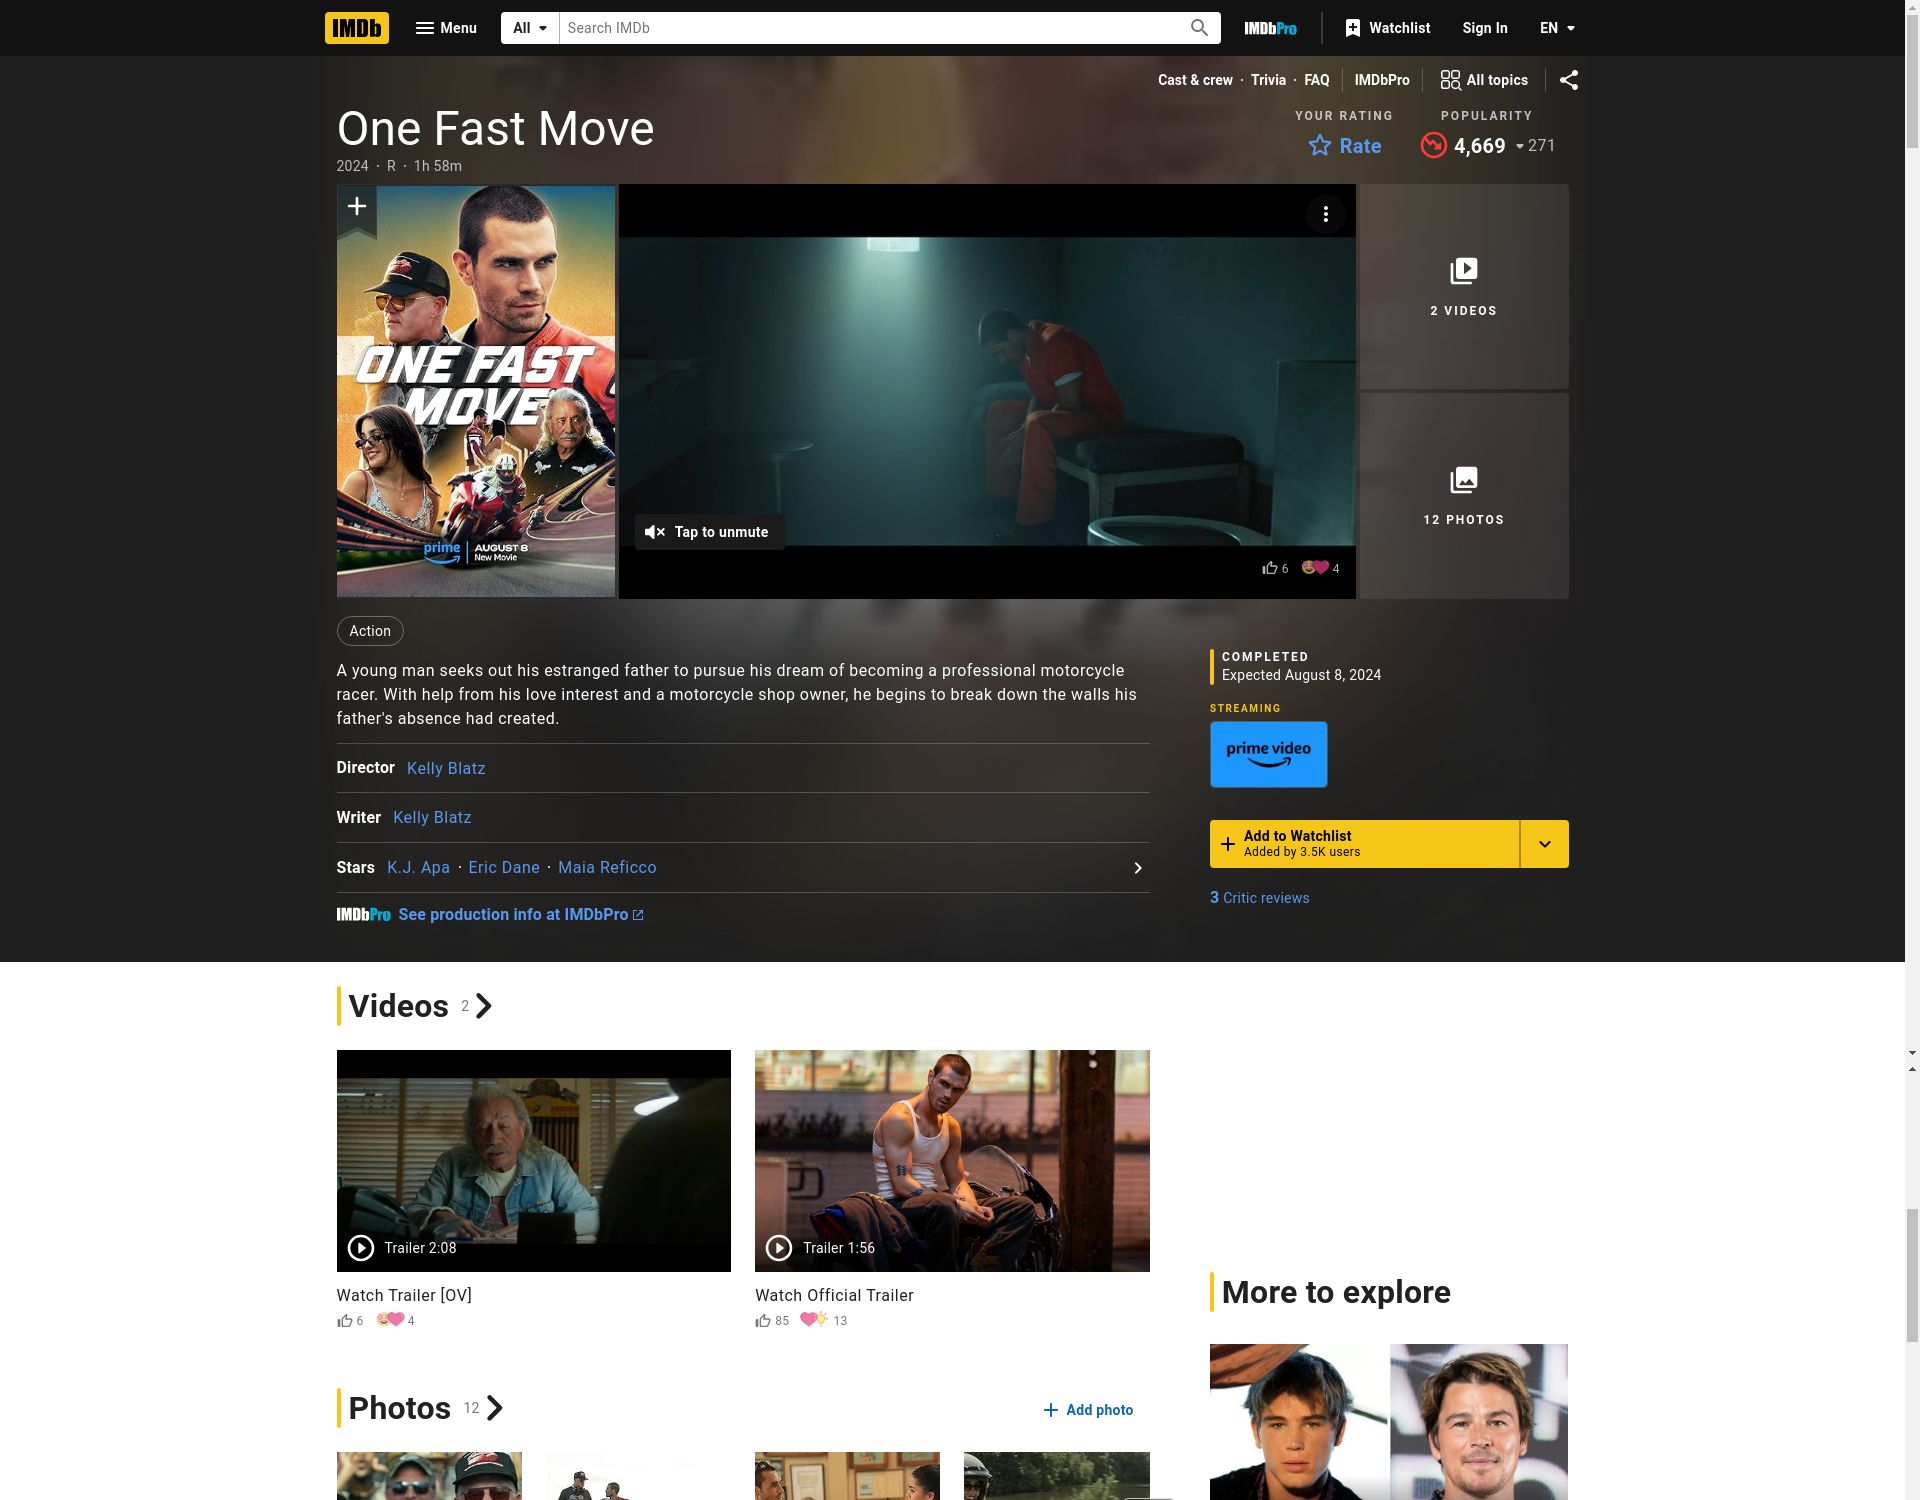 IMDb
Menu
All
Search IMDb
IMDbPro
Watchlist
Sign In
EN
Cast & crew · Trivia · FAQ
IMDbPro
All topics
One Fast Move
2024 · R · 1h 58m
YOUR RATING
Rate
POPULARITY
4,669
271
ONE FAST
MOVE
prime
AUGUST 8
New Movie
Tap to unmute
6
4
2 VIDEOS
12 PHOTOS
Action
A young man seeks out his estranged father to pursue his dream of becoming a professional motorcycle
racer. With help from his love interest and a motorcycle shop owner, he begins to break down the walls his
father's absence had created.
Director Kelly Blatz
Writer Kelly Blatz
Stars K.J. Apa · Eric Dane · Maia Reficco
IMDbPro See production info at IMDbPro
COMPLETED
Expected August 8, 2024
STREAMING
prime video
Add to Watchlist
Added by 3.5K users
3 Critic reviews
Videos 2
Trailer 2:08
Watch Trailer [OV]
6
4
Trailer 1:56
Watch Official Trailer
85
13
Photos 12
Add photo
More to explore